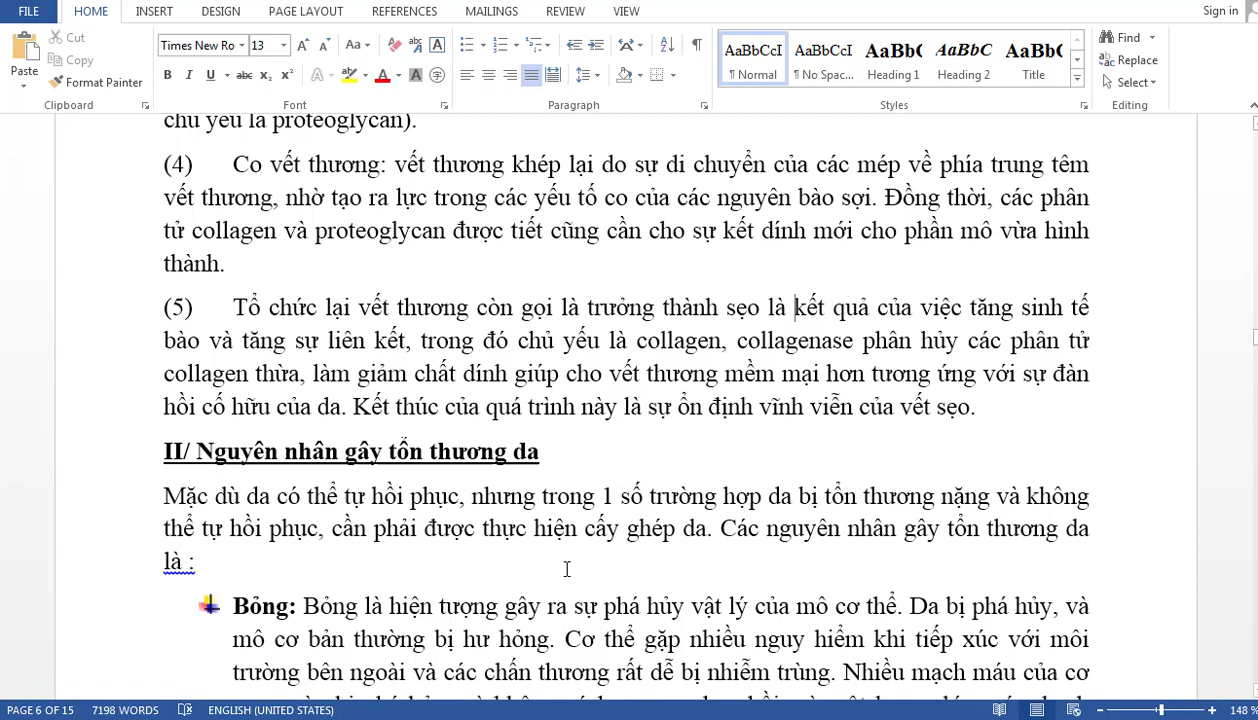 FILE HOME INSERT DESIGN PAGE LAYOUT REFERENCES MAILINGS REVIEW VIEW Sign in
Cut
Copy
Format Painter
Paste
Clipboard
Times New Ro 13
Font
Paragraph
AaBbCcI AaBbCcI AaBb( AaBbC AaBb(
¶ Normal ¶ No Spac... Heading 1 Heading 2 Title
Styles
Find
Replace
Select
Editing
chủ yếu là proteoglycan).
(4) Co vết thương: vết thương khép lại do sự di chuyển của các mép về phía trung têm
vết thương, nhờ tạo ra lực trong các yếu tố co của các nguyên bào sợi. Đồng thời, các phân
tử collagen và proteoglycan được tiết cũng cần cho sự kết dính mới cho phần mô vừa hình
thành.
(5) Tổ chức lại vết thương còn gọi là trưởng thành sẹo là kết quả của việc tăng sinh tế
bào và tăng sự liên kết, trong đó chủ yếu là collagen, collagenase phân hủy các phân tử
collagen thừa, làm giảm chất dính giúp cho vết thương mềm mại hơn tương ứng với sự đàn
hồi cố hữu của da. Kết thúc của quá trình này là sự ổn định vĩnh viễn của vết sẹo.
II/ Nguyên nhân gây tổn thương da
Mặc dù da có thể tự hồi phục, nhưng trong 1 số trường hợp da bị tổn thương nặng và không
thể tự hồi phục, cần phải được thực hiện cấy ghép da. Các nguyên nhân gây tổn thương da
là :
Bỏng: Bỏng là hiện tượng gây ra sự phá hủy vật lý của mô cơ thể. Da bị phá hủy, và
mô cơ bản thường bị hư hỏng. Cơ thể gặp nhiều nguy hiểm khi tiếp xúc với môi
trường bên ngoài và các chấn thương rất dễ bị nhiễm trùng. Nhiều mạch máu của cơ
PAGE 6 OF 15 7198 WORDS ENGLISH (UNITED STATES) 148 %